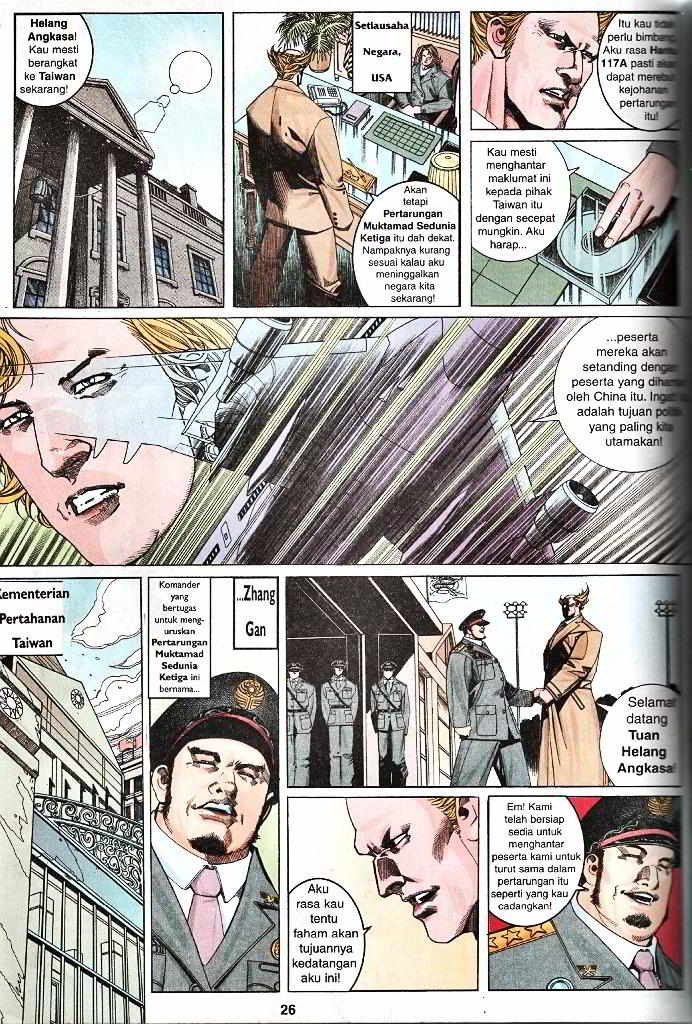 Helang
Angkasa!
Kau mesti
berangkat
ke Taiwan
sekarang!
Setiausaha
Negara,
USA
Akan
tetapi
Pertarungan
Muktamad Sedunia
Ketiga itu dah dekat.
Nampaknya kurang
sesuai kalau aku
meninggalkan
negara kita
sekarang!
Itu kau tidak
perlu bimbang.
Aku rasa Hantu
117A pasti akan
dapat merebut
kejohanan
pertarungan
itu!
Kau mesti
menghantar
maklumat ini
kepada pihak
Taiwan itu
dengan secepat
mungkin. Aku
harap...
...peserta
mereka akan
setanding dengan
peserta yang dihantar
oleh China itu.
adalah tujuan
yang paling kita
utamakan!
Kementerian
Pertahanan
Taiwan
Komander
yang
bertugas
untuk meng-
uruskan
Pertarungan
Muktamad
Sedunia
Ketiga ini
bernama...
...Zhang
Gan
Selamat
datang
Tuan
Helang
Angkasa!
Aku
rasa kau
tentu
faham akan
tujuannya
kedatangan
aku ini!
Em! Kami
telah bersiap
sedia untuk
menghantar
peserta kami untuk
turut sama dalam
pertarungan itu
seperti yang kau
cadangkan!
26